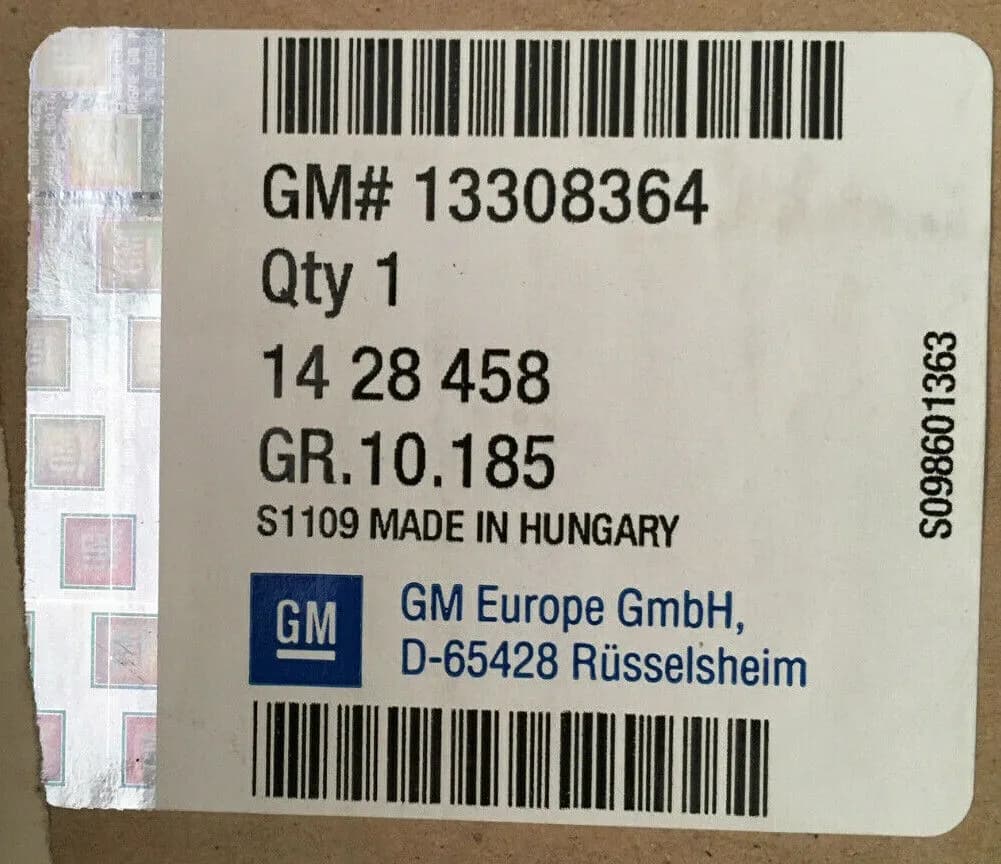 GM# 13308364
Qty 1
14 28 458
GR.10.185
S1109 MADE IN HUNGARY
GM
GM Europe GmbH,
D-65428 Rüsselsheim
S098601363